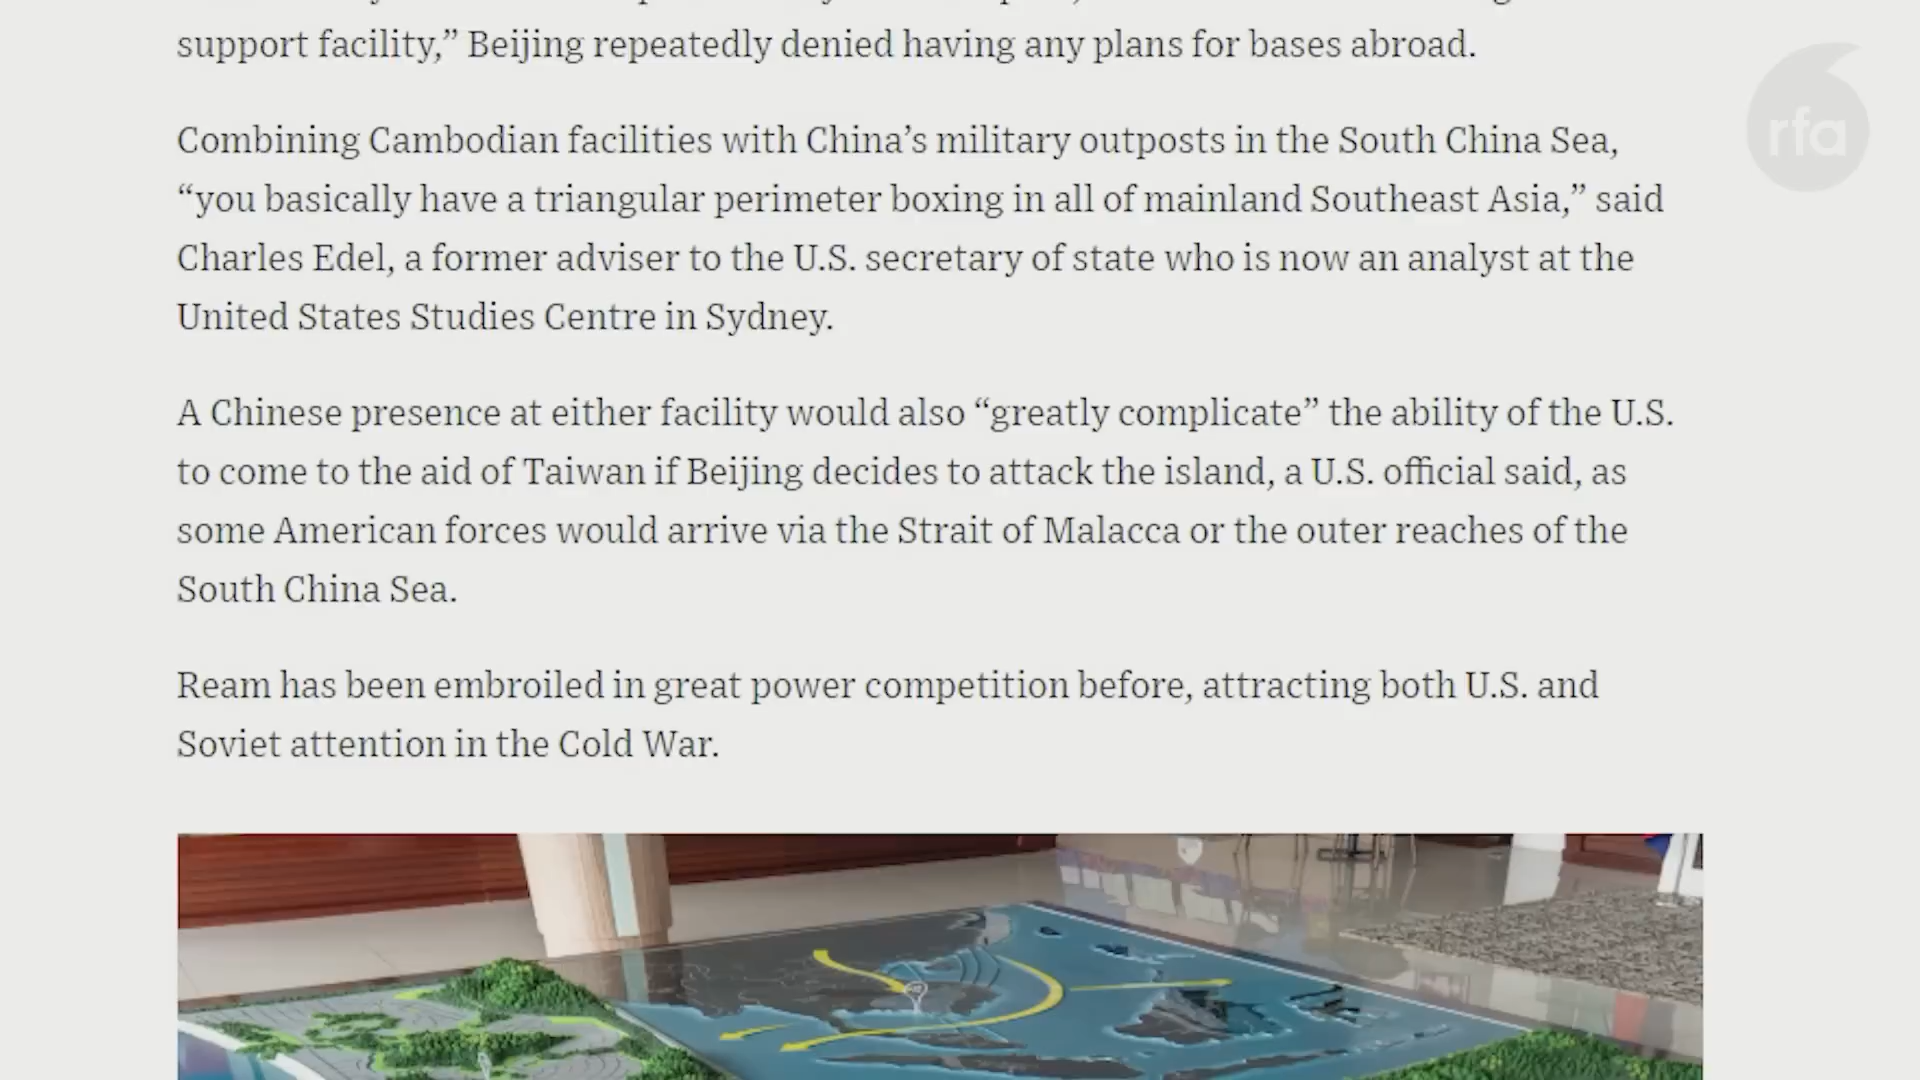 support facility,” Beijing repeatedly denied having any plans for bases abroad.
Combining Cambodian facilities with China’s military outposts in the South China Sea,
“you basically have a triangular perimeter boxing in all of mainland Southeast Asia,” said
Charles Edel, a former adviser to the U.S. secretary of state who is now an analyst at the
United States Studies Centre in Sydney.
A Chinese presence at either facility would also “greatly complicate” the ability of the U.S.
to come to the aid of Taiwan if Beijing decides to attack the island, a U.S. official said, as
some American forces would arrive via the Strait of Malacca or the outer reaches of the
South China Sea.
Ream has been embroiled in great power competition before, attracting both U.S. and
Soviet attention in the Cold War.
rfa